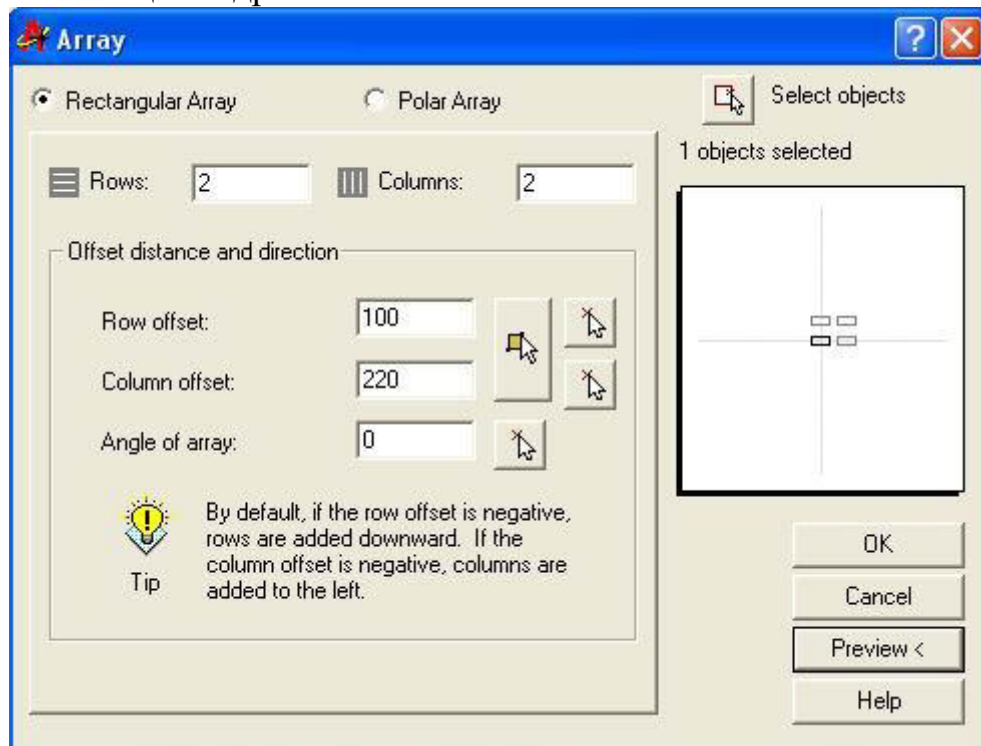 Array
Rectangular Array Polar Array Select objects
1 objects selected
Rows: 2 Columns: 2
Offset distance and direction
Row offset: 100
Column offset: 220
Angle of array: 0
By default, if the row offset is negative,
rows are added downward. If the
column offset is negative, columns are
added to the left.
Tip
OK
Cancel
Preview <
Help